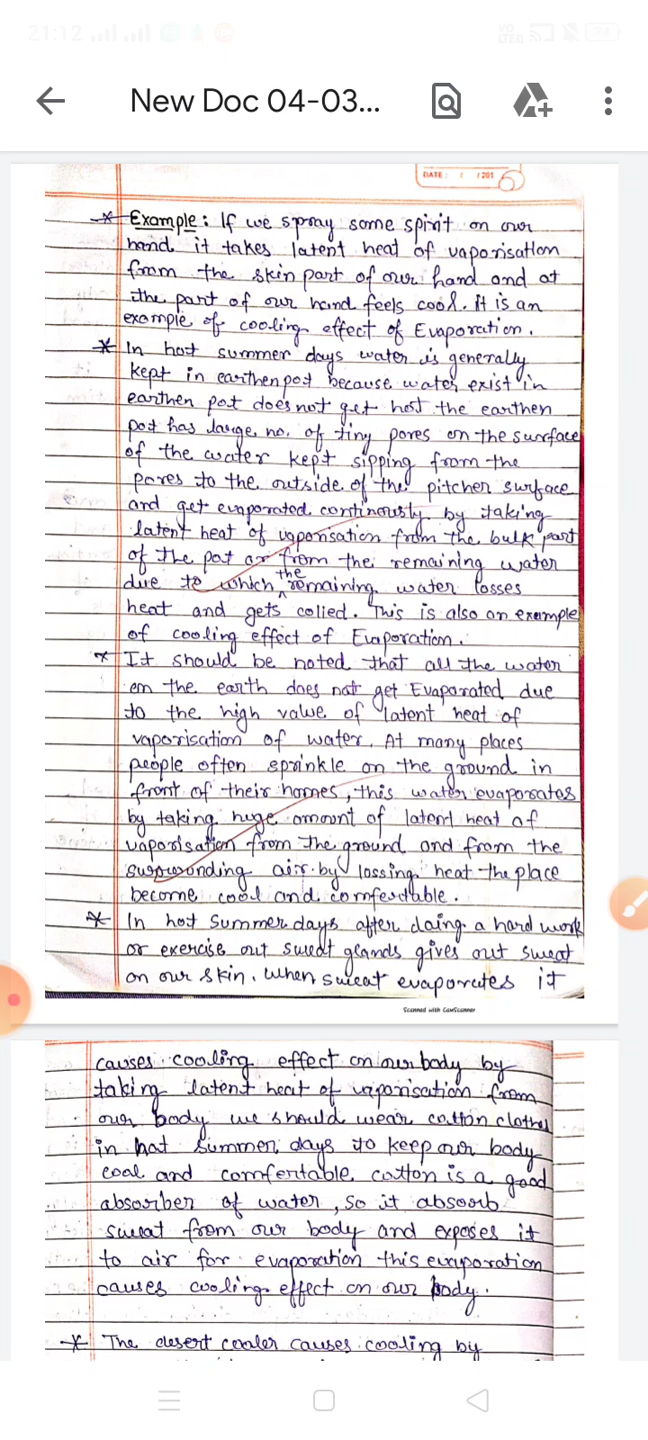 21:12
New Doc 04-03...
DATE: / /201
5
* Example: If we spray some spirit on our
hand it takes latent heat of vaporisation
from the skin part of our hand and at
the part of our hand feels cool. it is an
example of cooling effect of Evaporation.
* In hot summer days water is generally
kept in earthenpot because water exist in
earthen pot does not get hot the earthen
pot has large no. of tiny pores on the surface
of the water kept sipping from the
pores to the outside of the pitcher surface
and get evaporated continously by taking
latent heat of vaporisation from the bulk part
of the pot or from the remaining water
due to which the remaining water losses
heat and gets colied. This is also an example
of cooling effect of Evaporation.
* It should be noted that all the water
on the earth does not get Evaporated due
to the high value of latent heat of
vaporisation of water. At many places
people often sprinkle on the ground in
front of their homes, this water evaporates
by taking huge amount of latent heat of
vaporisation from the ground and from the
surrounding air by lossing heat the place
become cool and comfertable.
* In hot summer days after doing a hard work
or exercise out sweat glands gives out sweat
on our skin. when sweat evaporates it
Scanned with CamScanner
causes cooling effect on our body by
taking latent heat of vaporisation from
our body we should wear cotton clothes
in hot summer days to keep our body
cool and comfertable cotton is a good
absorber of water, so it absorb
sweat from our body and exposes it
to air for evaporation this evaporation
causes cooling effect on our body.
* The desert cooler causes cooling by